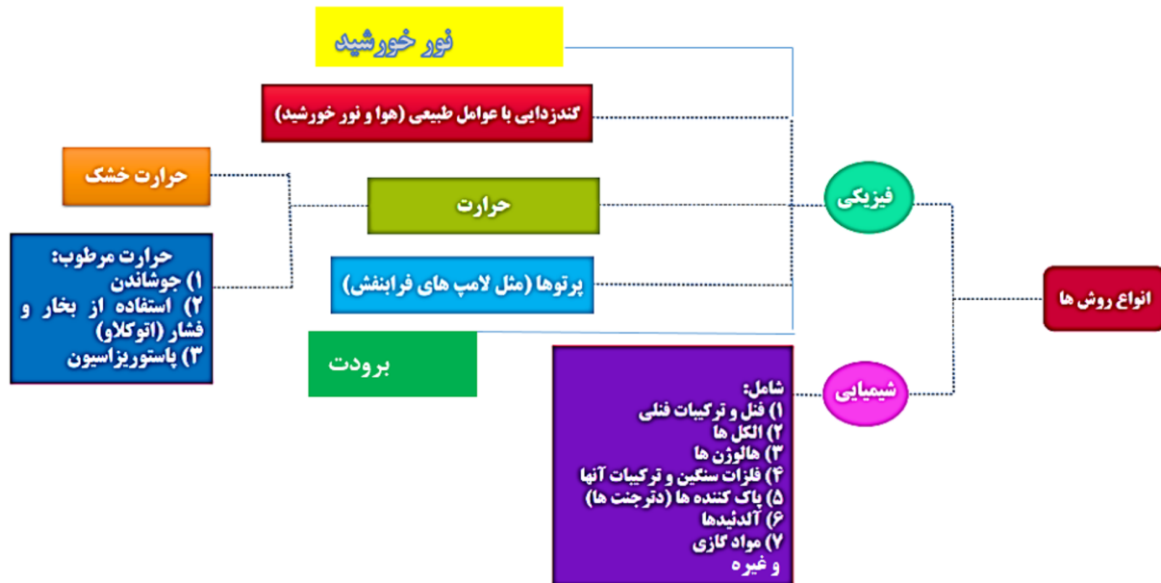 انواع روش ها
فیزیکی
نور خورشید
گندزدایی با عوامل طبیعی (هوا و نور خورشید)
حرارت
حرارت خشک
حرارت مرطوب:
۱) جوشاندن
۲) استفاده از بخار و
فشار (اتوکلاو)
۳) پاستوریزاسیون
پرتوها (مثل لامپ های فرابنفش)
برودت
شیمیایی
شامل:
۱) فنل و ترکیبات فنلی
۲) الکل ها
۳) هالوژن ها
۴) فلزات سنگین و ترکیبات آنها
۵) پاک کننده ها (دترجنت ها)
۶) آلدئیدها
۷) مواد گازی
و غیره